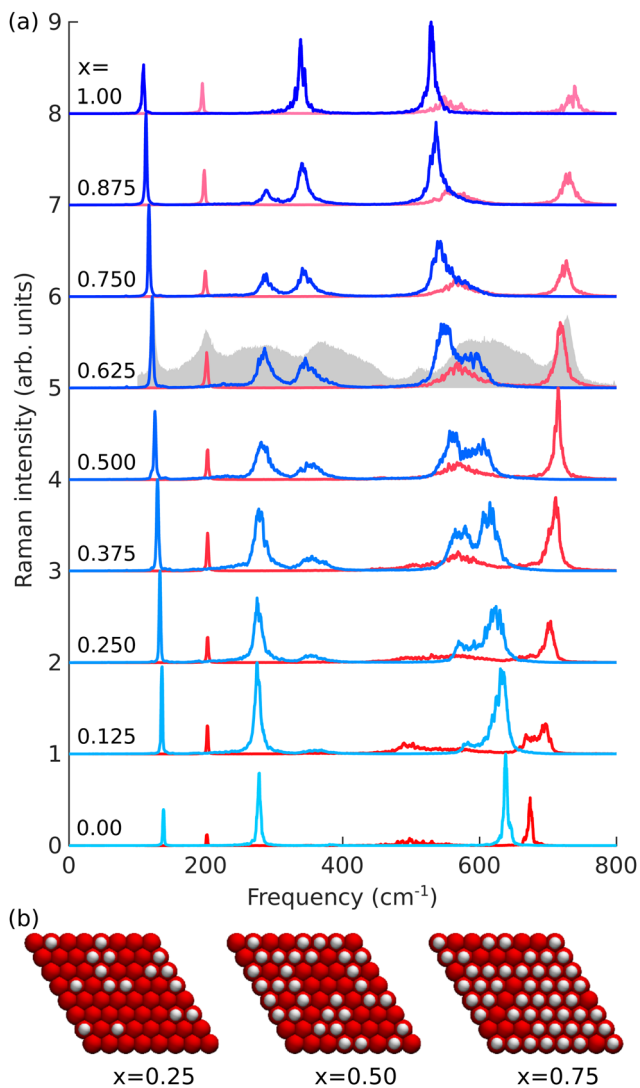 (a)
9
x=
1.00
8
0.875
7
0.750
6
0.625
5
0.500
4
0.375
3
0.250
2
0.125
1
0.00
0
Raman intensity (arb. units)
0 200 400 600 800
Frequency (cm⁻¹)
(b)
x=0.25 x=0.50 x=0.75